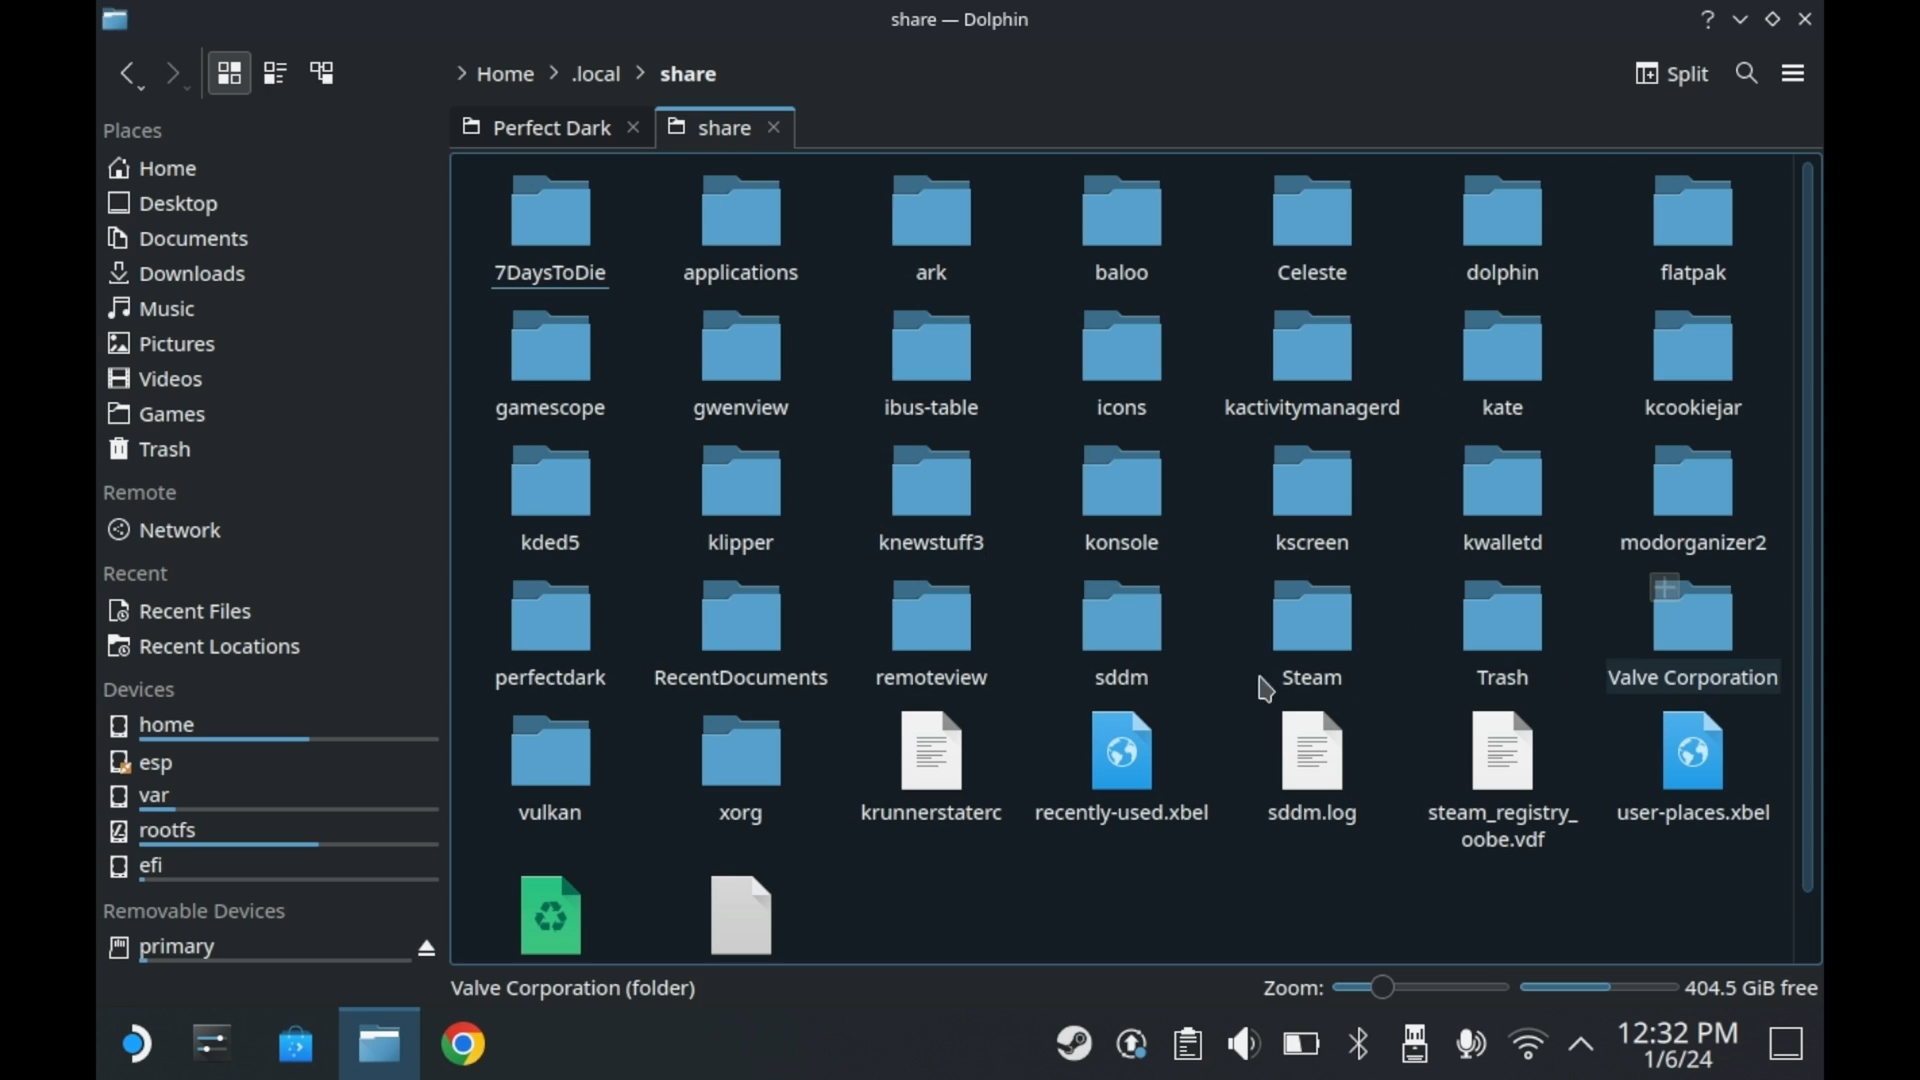 share — Dolphin
Home
.local
share
Split
Perfect Dark
share
Places
Home
Desktop
Documents
Downloads
Music
Pictures
Videos
Games
Trash
Remote
Network
Recent
Recent Files
Recent Locations
Devices
home
esp
var
rootfs
efi
Removable Devices
primary
7DaysToDie
applications
ark
baloo
Celeste
dolphin
flatpak
gamescope
gwenview
ibus-table
icons
kactivitymanagerd
kate
kcookiejar
kded5
klipper
knewstuff3
konsole
kscreen
kwalletd
modorganizer2
perfectdark
RecentDocuments
remoteview
sddm
Steam
Trash
Valve Corporation
vulkan
xorg
krunnerstaterc
recently-used.xbel
sddm.log
steam_registry_
oobe.vdf
user-places.xbel
Valve Corporation (folder)
Zoom:
404.5 GiB free
12:32 PM
1/6/24